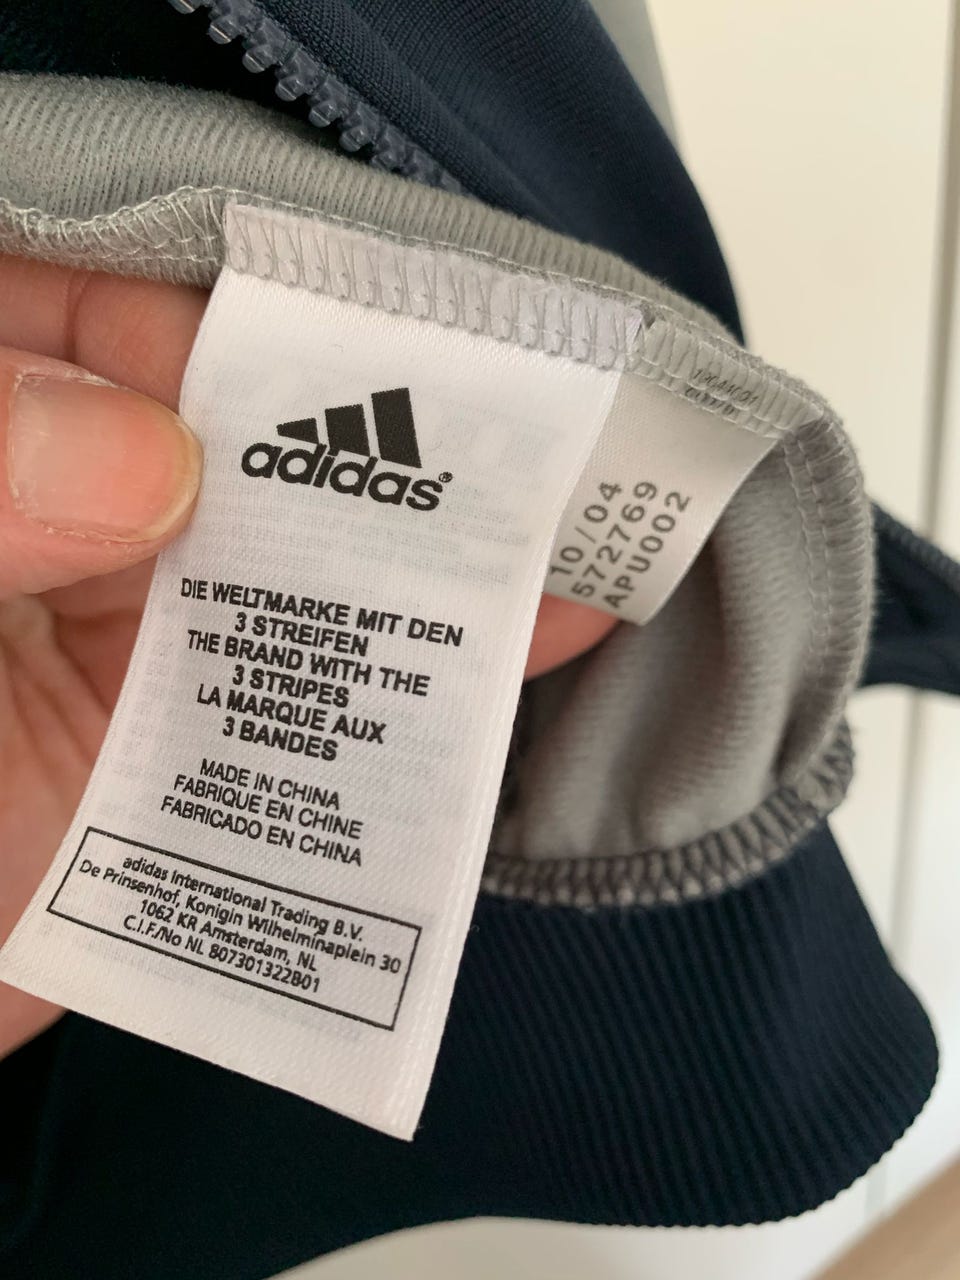 adidas®
DIE WELTMARKE MIT DEN
3 STREIFEN
THE BRAND WITH THE
3 STRIPES
LA MARQUE AUX
3 BANDES
MADE IN CHINA
FABRIQUE EN CHINE
FABRICADO EN CHINA
adidas International Trading B.V.
De Prinsenhof, Konigin Wilhelminaplein 30
1062 KR Amsterdam, NL
C.I.F./No NL 807301322B01
10/04
572769
APU002